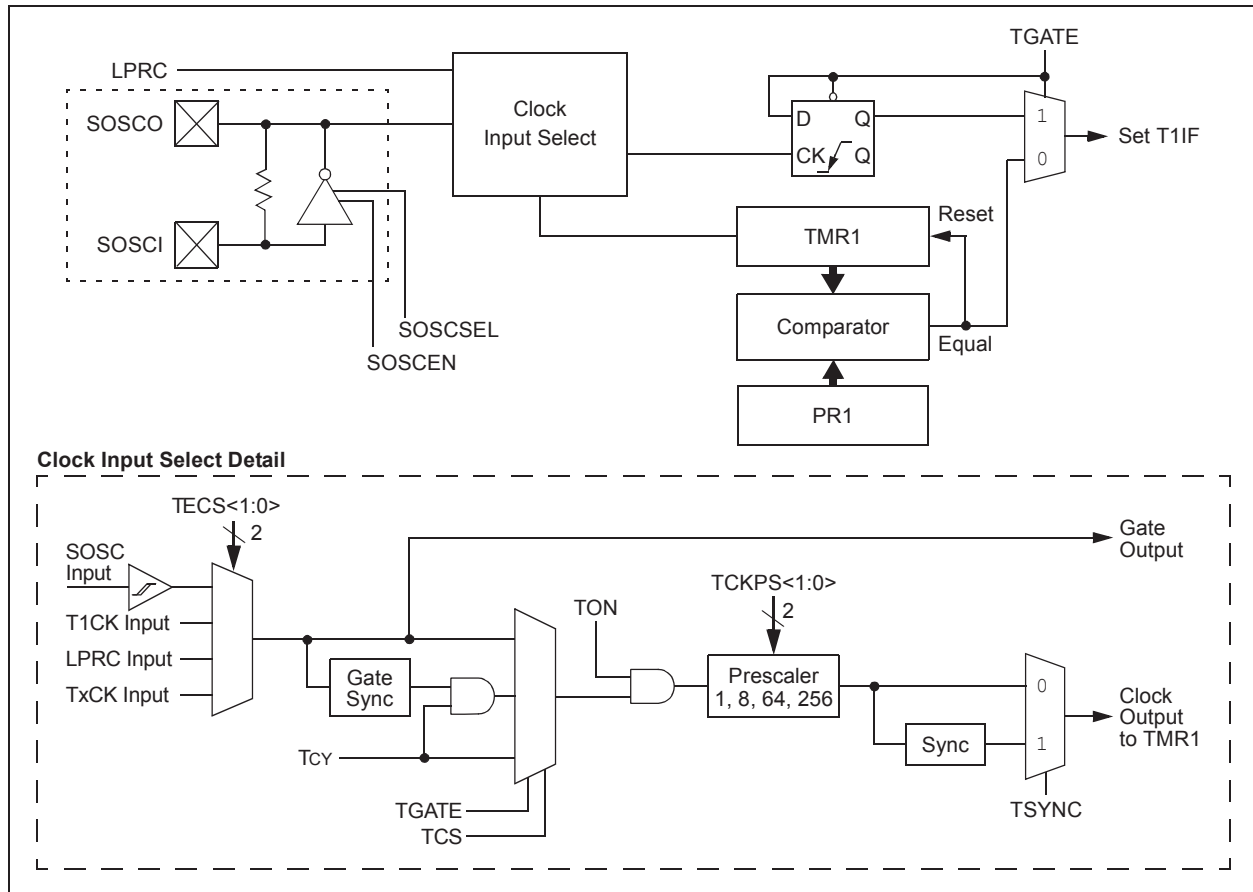 TGATE
LPRC
SOSCO
Clock
Input Select
D Q
CK Q
1
0
Set T1IF
SOSCI
Reset
TMR1
SOSCSEL
SOSCEN
Comparator
Equal
PR1
Clock Input Select Detail
TECS<1:0>
2
SOSC
Input
Gate
Output
T1CK Input
LPRC Input
TxCK Input
TON
TCKPS<1:0>
2
Gate
Sync
Prescaler
1, 8, 64, 256
0
Clock
Output
to TMR1
Sync
1
TCY
TGATE
TCS
TSYNC